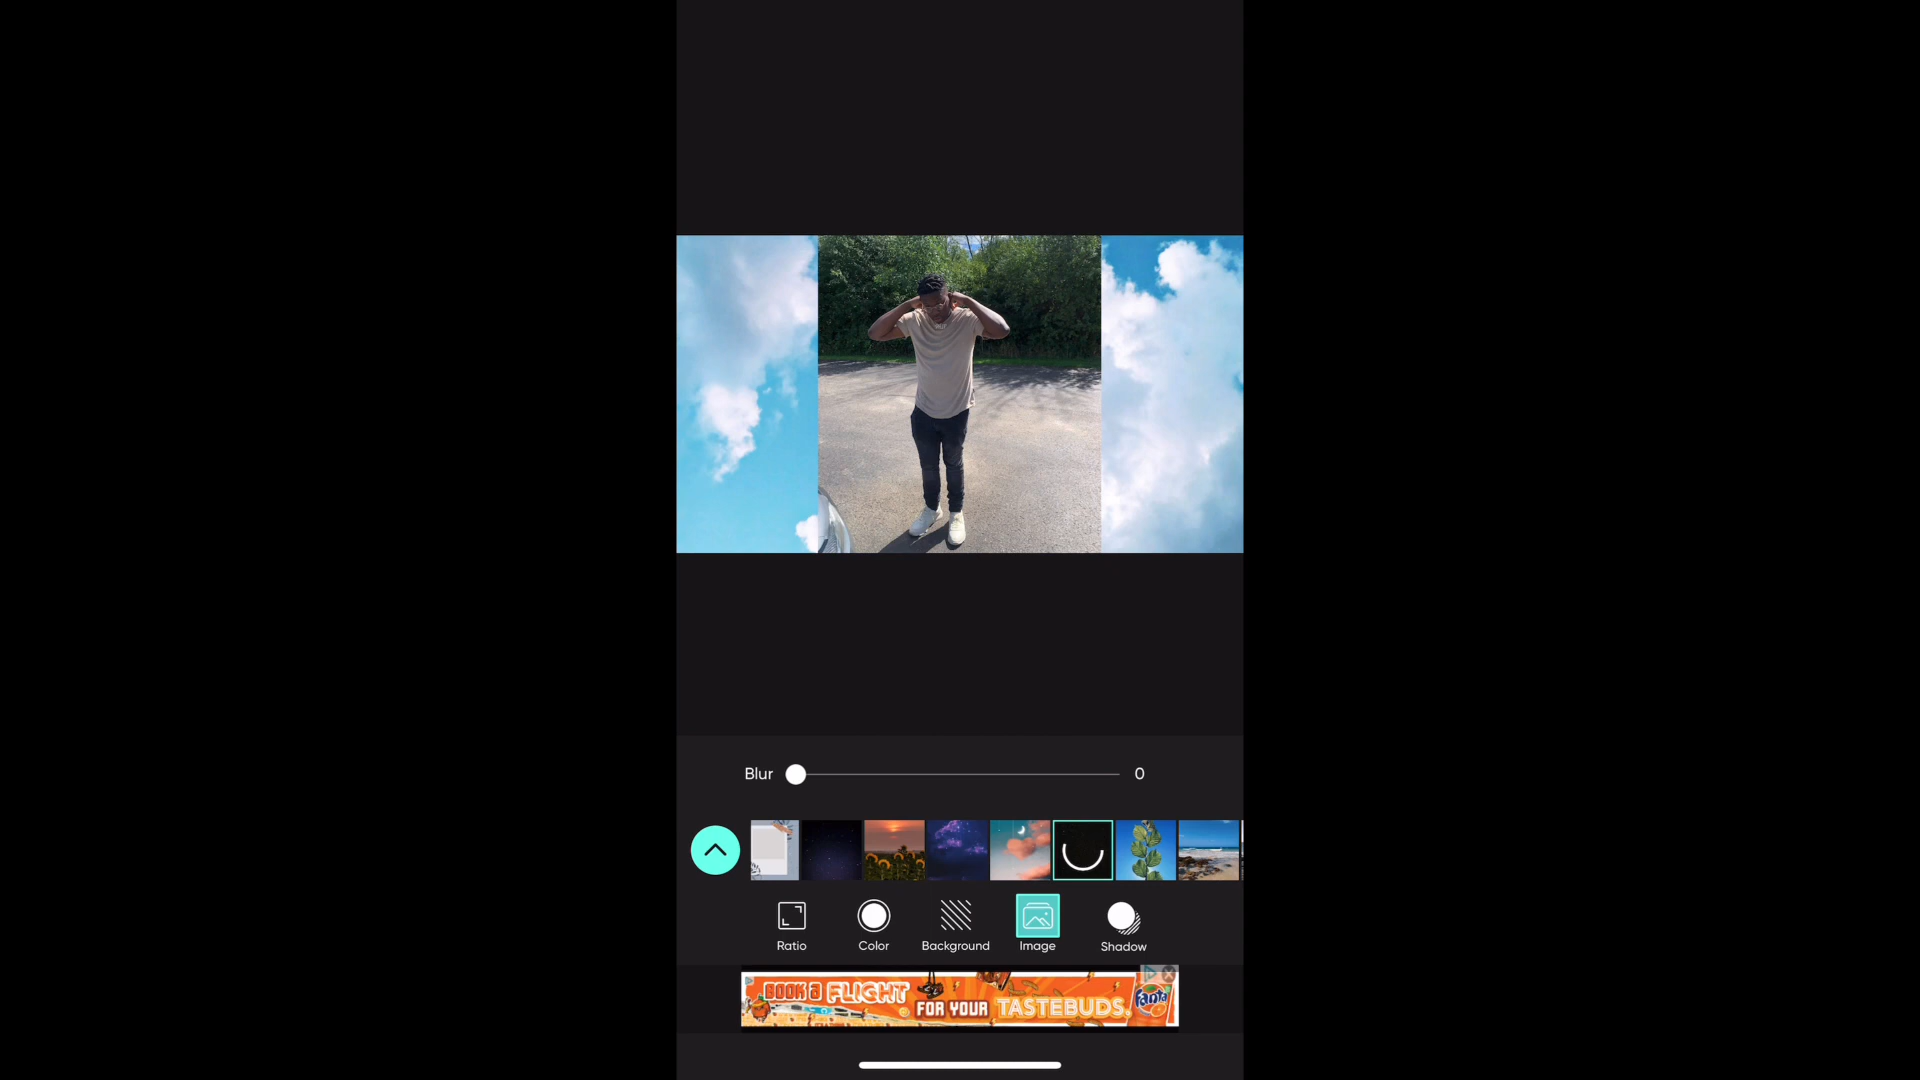 Blur 0
Ratio Color Background Image Shadow
BOOK a FLIGHT
FOR YOUR TASTEBUDS.
fanta